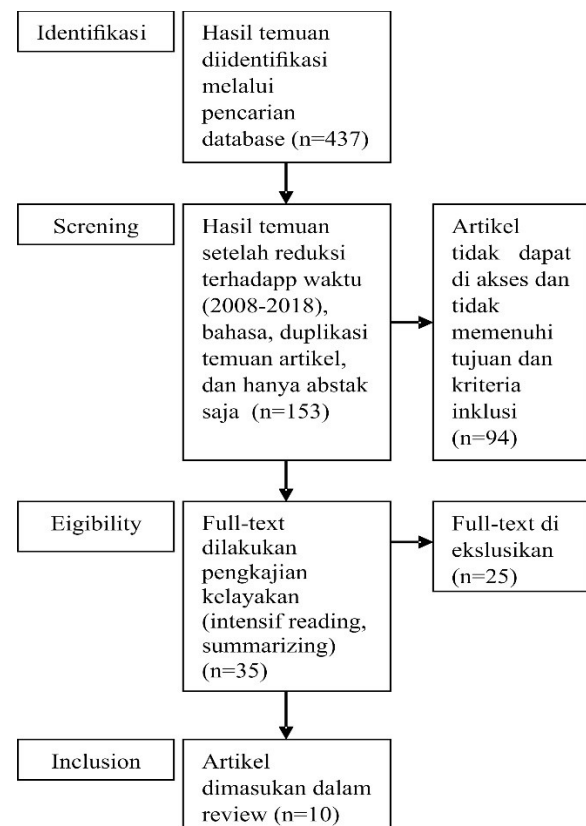 Identifikasi
Hasil temuan
diidentifikasi
melalui
pencarian
database (n=437)
Screning
Hasil temuan
setelah reduksi
terhadapp waktu
(2008-2018),
bahasa, duplikasi
temuan artikel,
dan hanya abstak
saja (n=153)
Artikel
tidak dapat
di akses dan
tidak
memenuhi
tujuan dan
kriteria
inklusi
(n=94)
Eigibility
Full-text
dilakukan
pengkajian
kelayakan
(intensif reading,
summarizing)
(n=35)
Full-text di
ekslusikan
(n=25)
Inclusion
Artikel
dimasukan dalam
review (n=10)